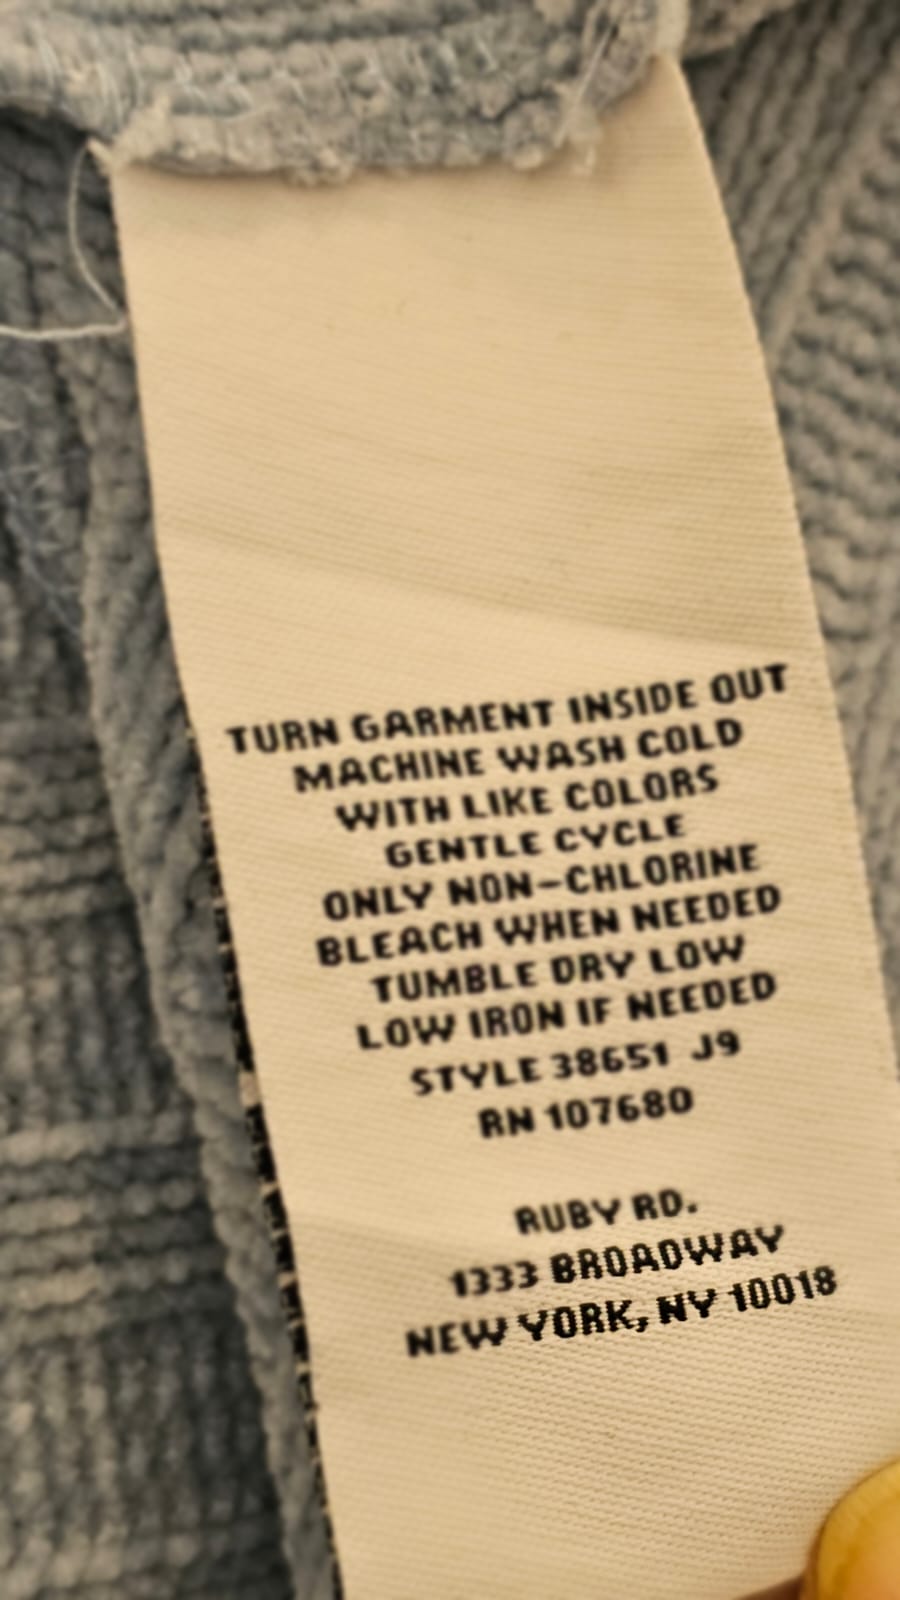 TURN GARMENT INSIDE OUT
MACHINE WASH COLD
WITH LIKE COLORS
GENTLE CYCLE
ONLY NON-CHLORINE
BLEACH WHEN NEEDED
TUMBLE DRY LOW
LOW IRON IF NEEDED
STYLE 38651 J9
RN 107680
RUBY RD.
1333 BROADWAY
NEW YORK, NY 10018